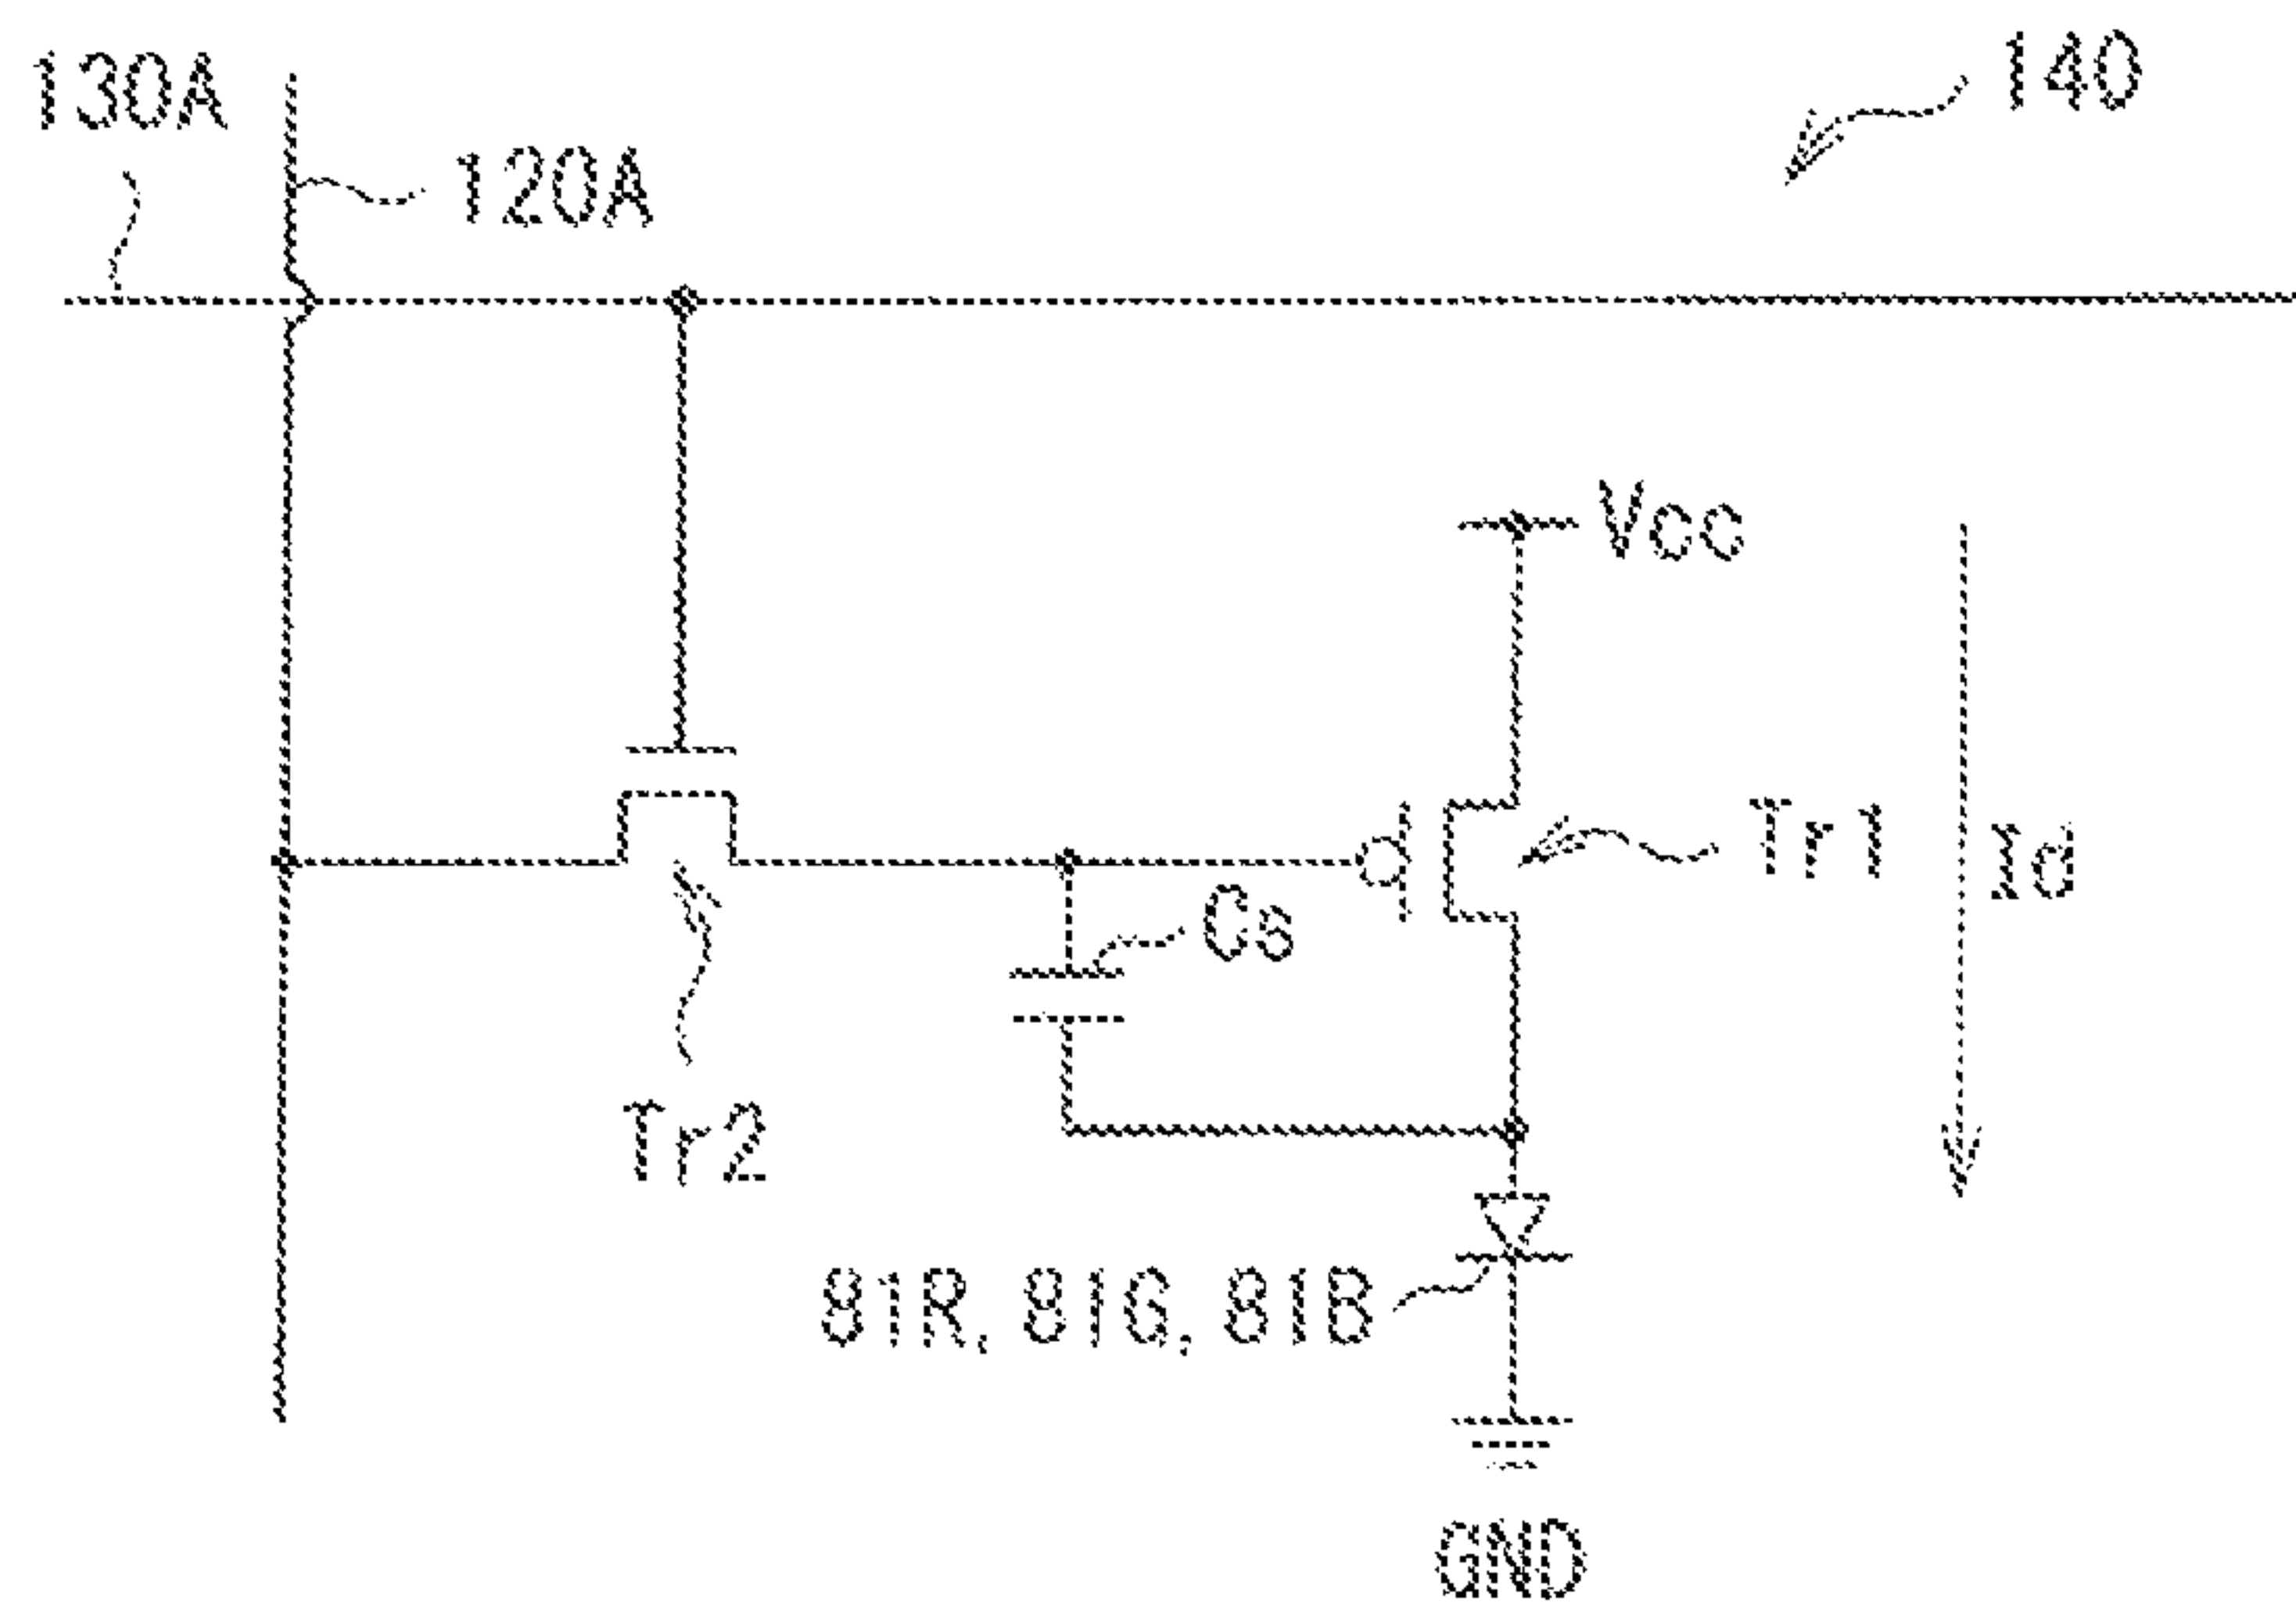 130A
140
120A
Vcc
Tr1
Id
Cs
Tr2
81R, 81G, 81B
GND